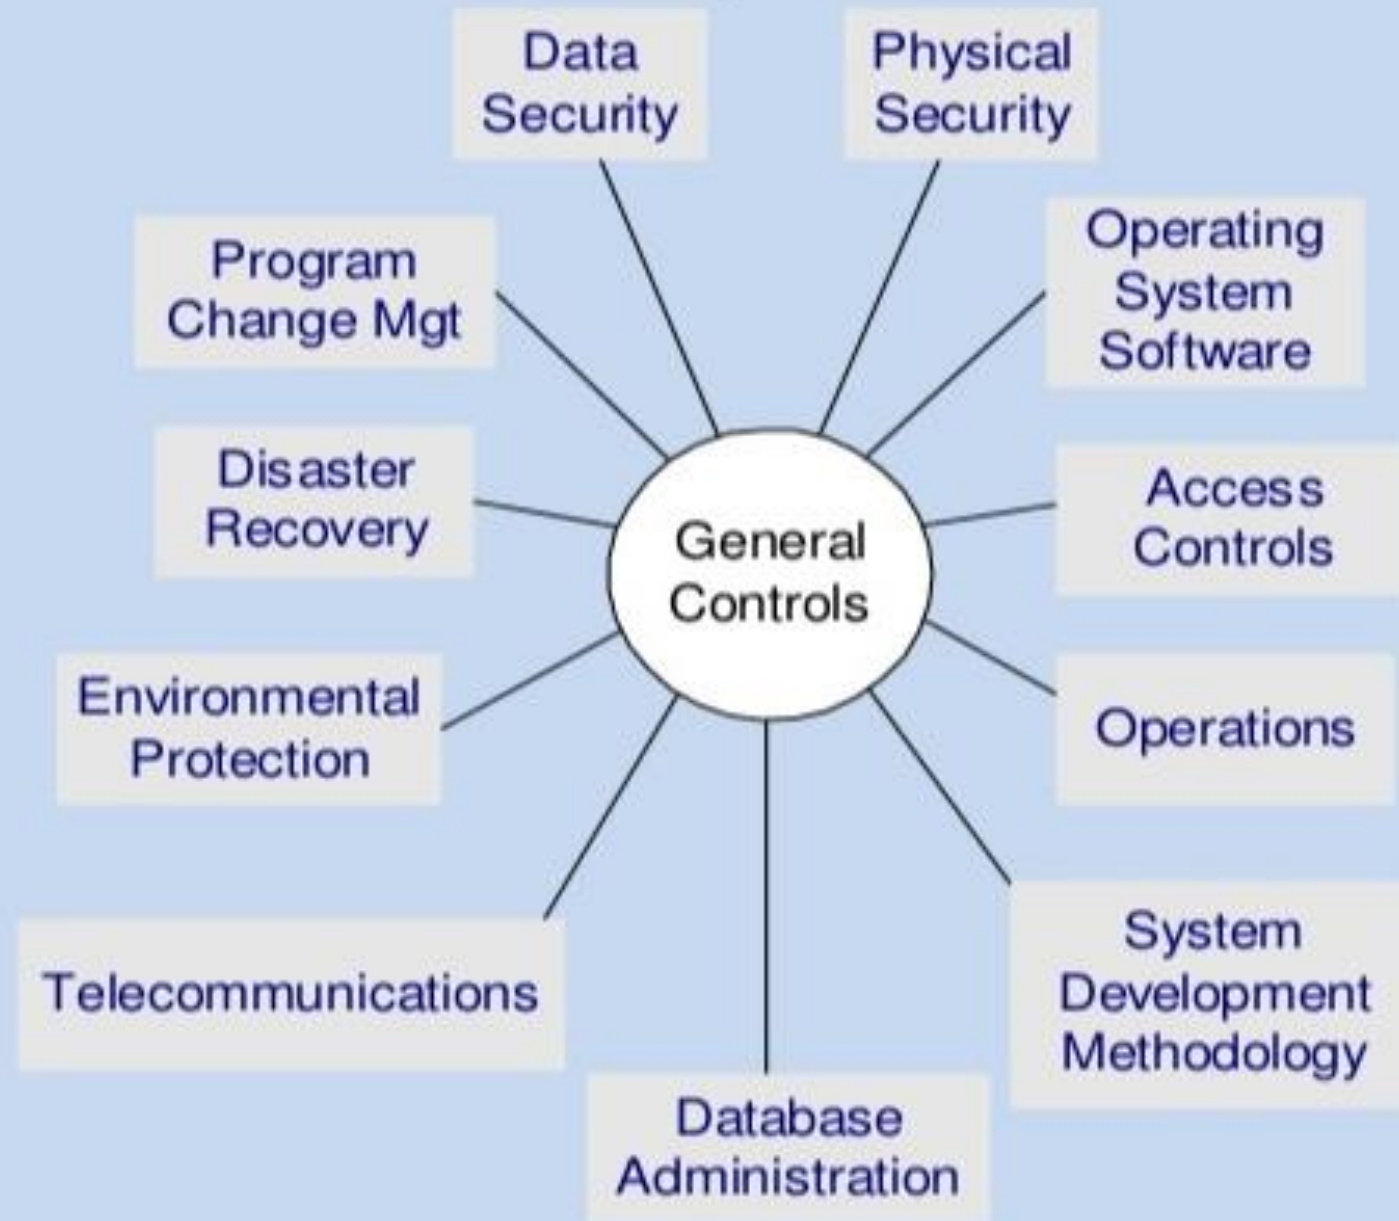 Data
Security
Physical
Security
Program
Change Mgt
Operating
System
Software
Disaster
Recovery
Access
Controls
General
Controls
Environmental
Protection
Operations
Telecommunications
System
Development
Methodology
Database
Administration